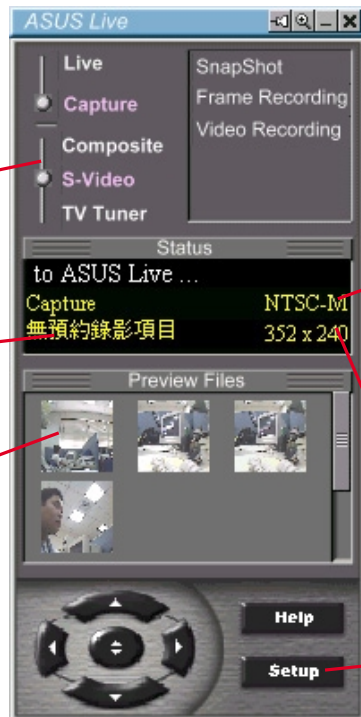 ASUS Live
Live
Capture
Composite
S-Video
TV Tuner
SnapShot
Frame Recording
Video Recording
Status
to ASUS Live ...
Capture NTSC-M
無預約錄影項目 352 x 240
Preview Files
Help
Setup